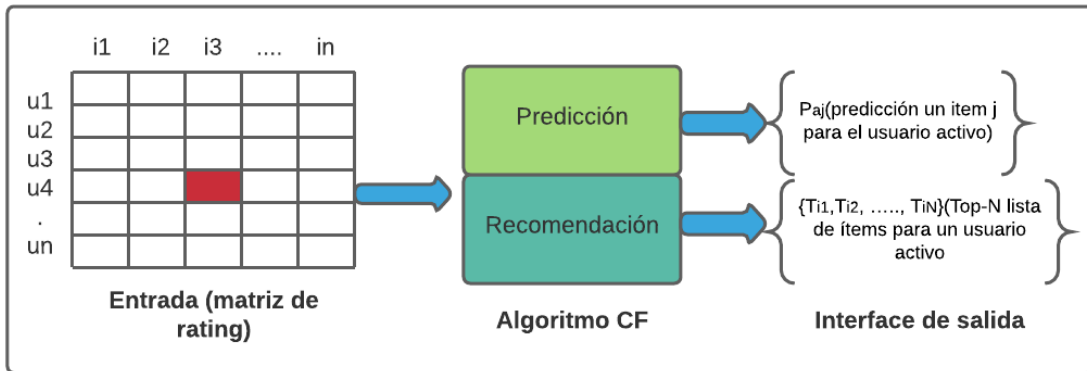 i1 i2 i3 .... in
u1
u2
u3
u4
.
un
Entrada (matriz de
rating)
Predicción
Recomendación
Algoritmo CF
Paj(predicción un item j
para el usuario activo)
{Ti1,Ti2, ....., TiN}(Top-N lista
de ítems para un usuario
activo
Interface de salida